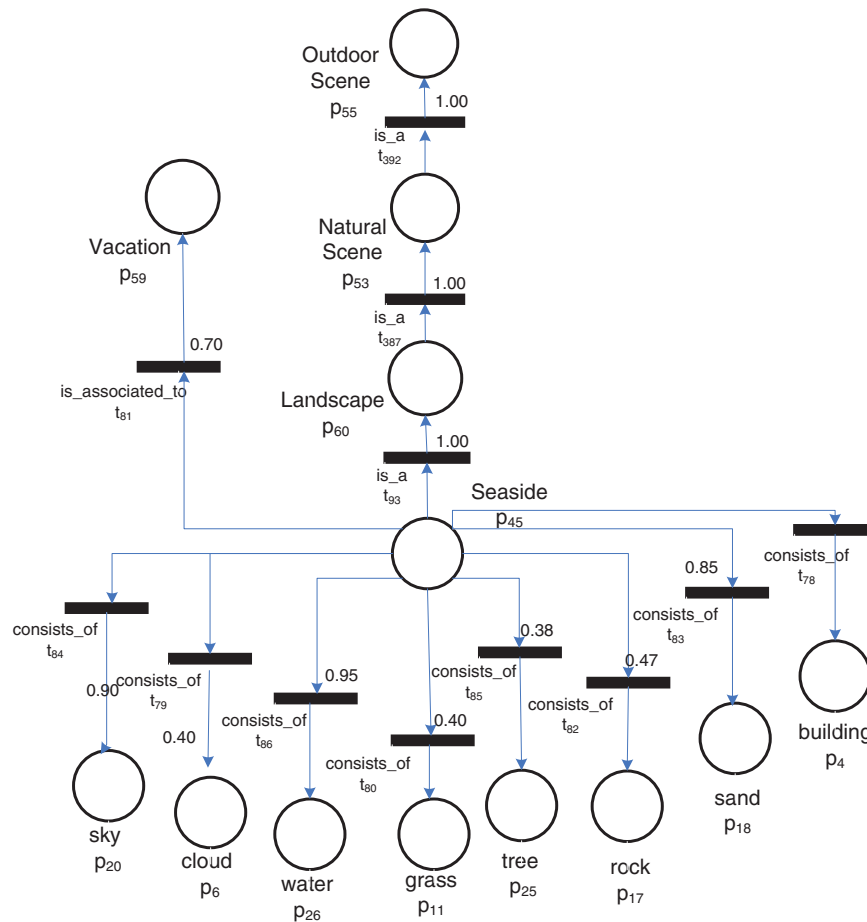 Outdoor
Scene
p55
1.00
is_a
t392
Natural
Scene
p53
1.00
is_a
t387
Vacation
p59
0.70
is_associated_to
t81
Landscape
p60
1.00
is_a
t93
Seaside
p45
consists_of
t84
0.90
sky
p20
consists_of
t79
0.40
cloud
p6
0.95
consists_of
t86
water
p26
0.40
consists_of
t80
grass
p11
0.38
consists_of
t85
tree
p25
0.47
consists_of
t82
rock
p17
0.85
consists_of
t83
sand
p18
consists_of
t78
building
p4